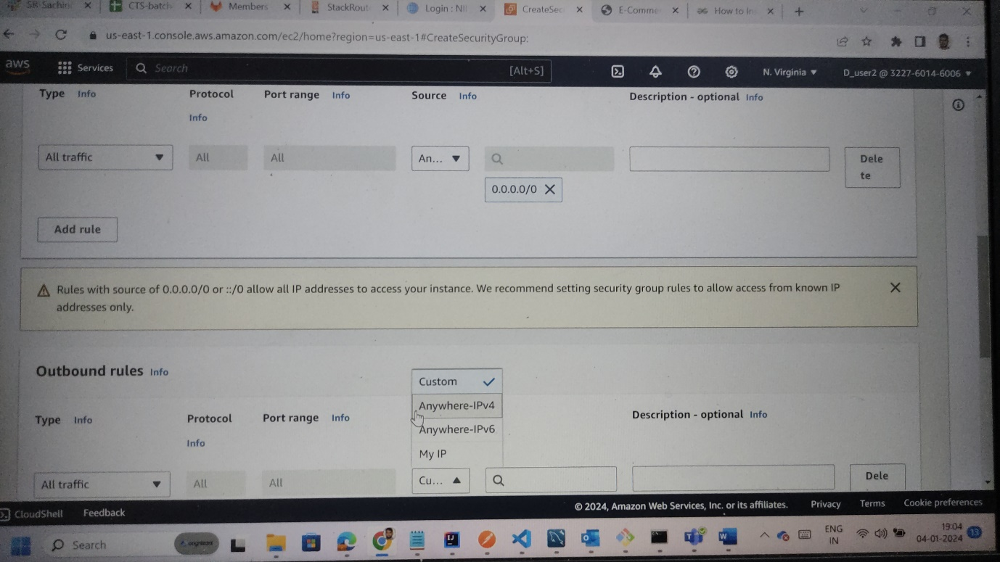 SR Sachin
CTS-batch
Members
StackRout
Login : NII
CreateSec
E-Comme
How to Ins
us-east-1.console.aws.amazon.com/ec2/home?region=us-east-1#CreateSecurityGroup:
aws
Services
Search
[Alt+S]
N. Virginia
D_user2 @ 3227-6014-6006
Type Info
Protocol
Info
Port range Info
Source Info
Description - optional Info
All traffic
All
All
An...
Dele
te
0.0.0.0/0
Add rule
Rules with source of 0.0.0.0/0 or ::/0 allow all IP addresses to access your instance. We recommend setting security group rules to allow access from known IP
addresses only.
Outbound rules Info
Custom
Anywhere-IPv4
Anywhere-IPv6
My IP
Type Info
Protocol
Info
Port range Info
Description - optional Info
All traffic
All
All
Cu...
Dele
© 2024, Amazon Web Services, Inc. or its affiliates.
Privacy
Terms
Cookie preferences
CloudShell
Feedback
Search
cognizant
ENG
IN
19:04
04-01-2024
13